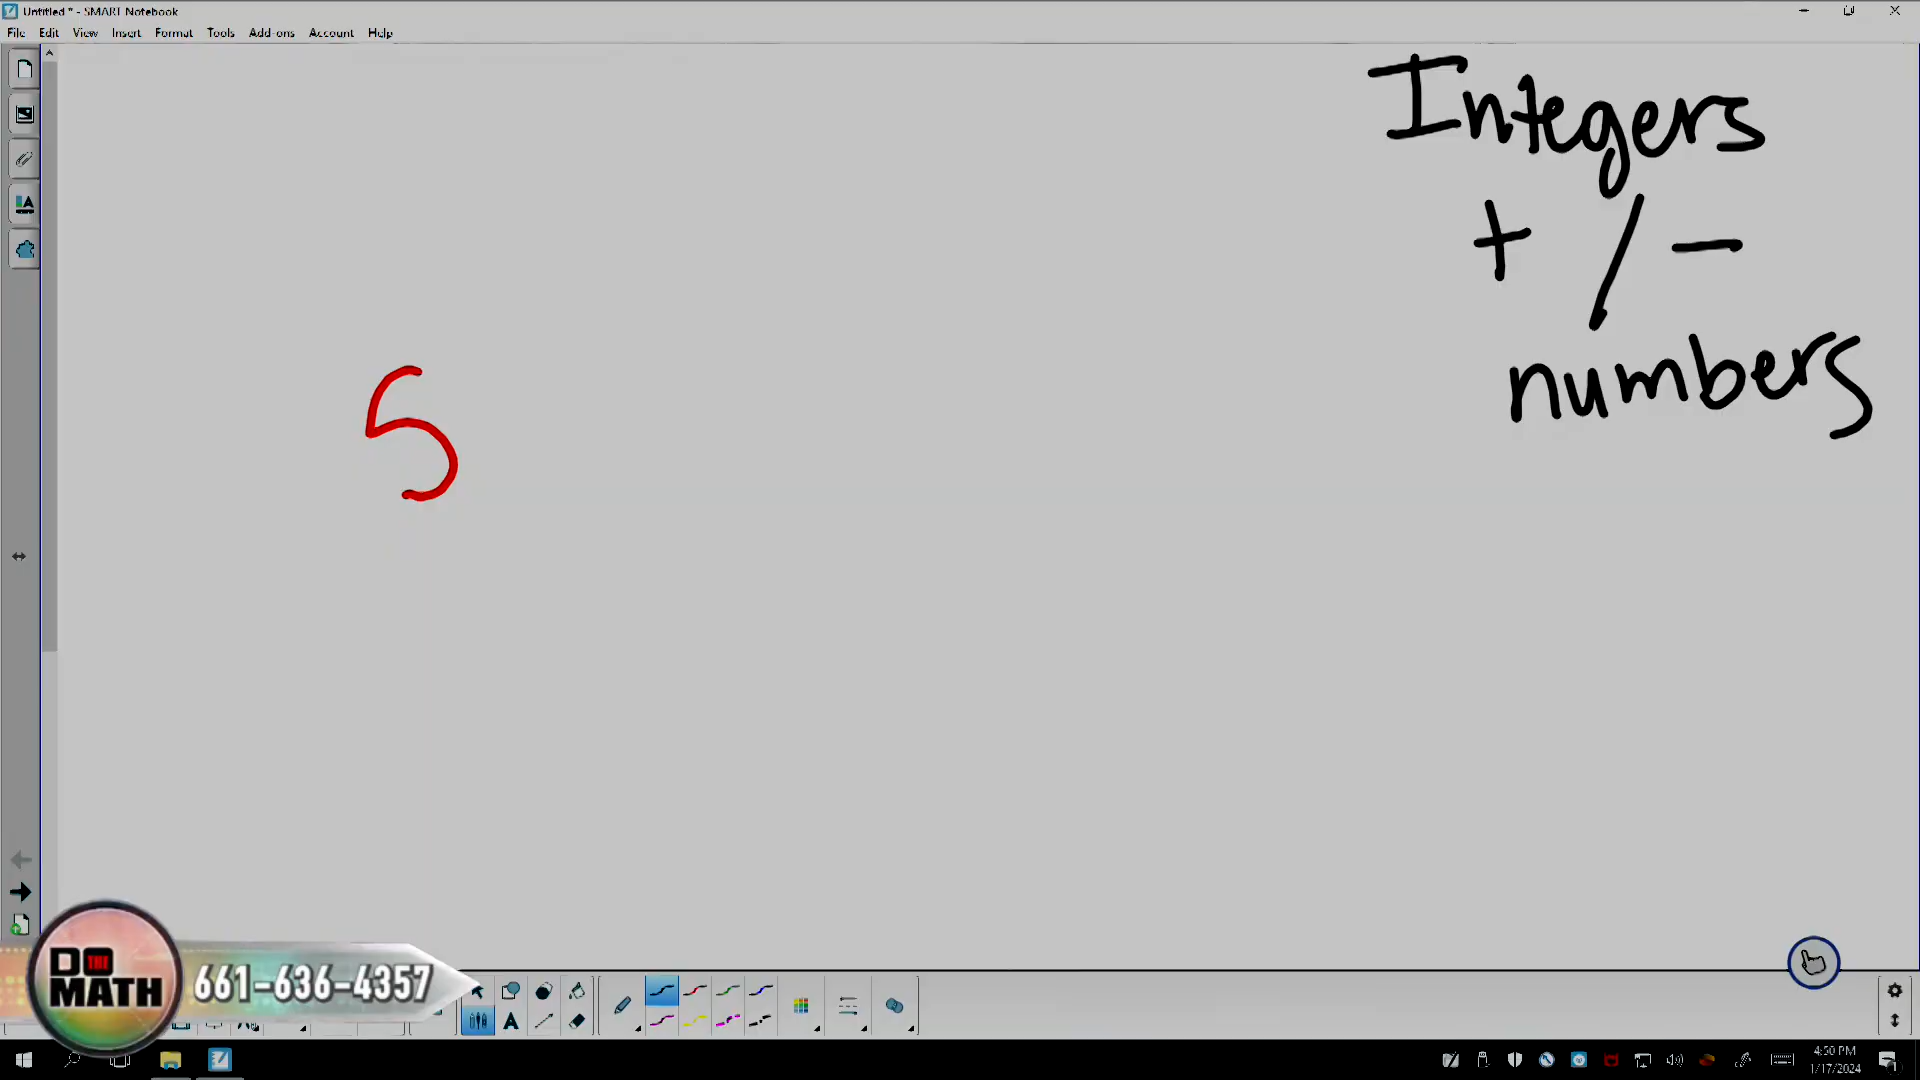 Untitled * - SMART Notebook
File Edit View Insert Format Tools Add-ons Account Help
Integers
+ / -
numbers
5
DO THE MATH
661-636-4357
4:50 PM
1/17/2024